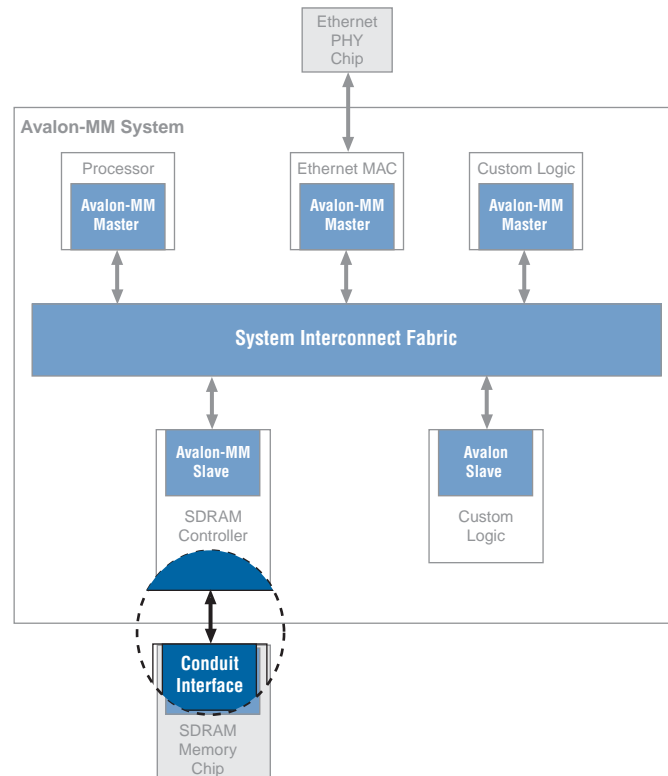 Ethernet
PHY
Chip
Avalon-MM System
Processor
Avalon-MM
Master
Ethernet MAC
Avalon-MM
Master
Custom Logic
Avalon-MM
Master
System Interconnect Fabric
Avalon-MM
Slave
SDRAM
Controller
Avalon
Slave
Custom
Logic
Conduit
Interface
SDRAM
Memory
Chip